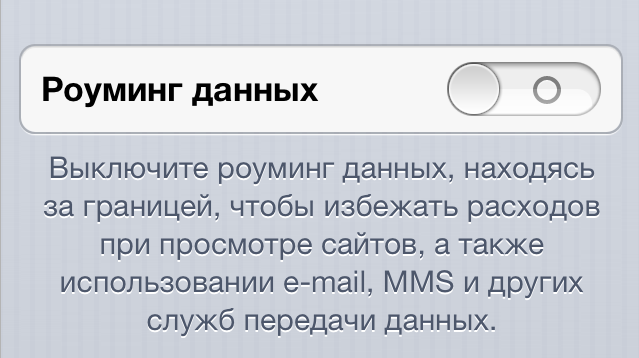 Роуминг данных
Выключите роуминг данных, находясь
за границей, чтобы избежать расходов
при просмотре сайтов, а также
использовании e-mail, MMS и других
служб передачи данных.